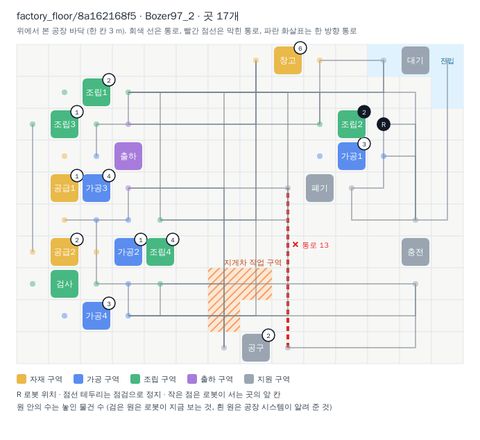 factory_floor/8a162168f5 · Bozer97_2 · 곳 17개
위에서 본 공장 바닥 (한 칸 3 m). 회색 선은 통로, 빨간 점선은 막힌 통로, 파란 화살표는 한 방향 통로
창고 6
대기
조립1 2
조립3 1
조립2 2
R
출하
가공1 3
공급1 1
가공3 4
폐기
공급2 2
가공2 1
조립4 4
통로 13
충전
지게차 작업 구역
검사
가공4 3
공구 2
자재 구역 가공 구역 조립 구역 출하 구역 지원 구역
R 로봇 위치 · 점선 테두리는 점검으로 정지 · 작은 점은 로봇이 서는 곳의 앞 칸
원 안의 수는 놓인 물건 수 (검은 원은 로봇이 지금 보는 것, 흰 원은 공장 시스템이 알려 준 것)